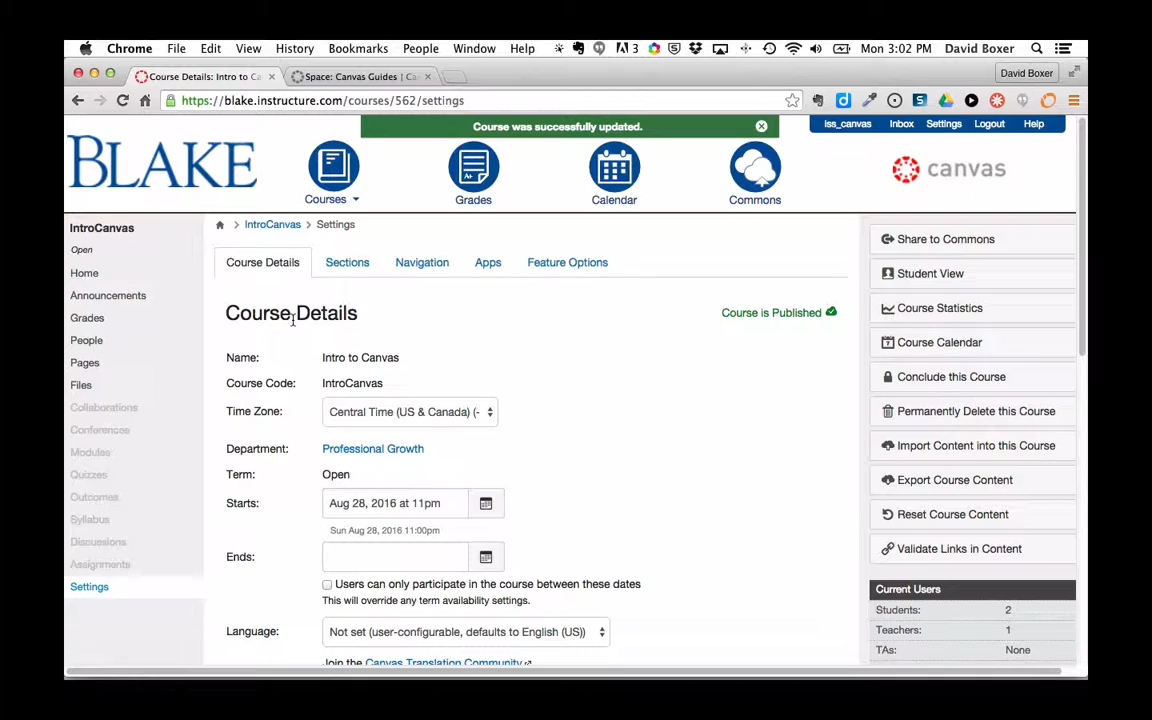 Chrome File Edit View History Bookmarks People Window Help 3 Mon 3:02 PM David Boxer
Course Details: Intro to Ca × Space: Canvas Guides | Ca × David Boxer
https://blake.instructure.com/courses/562/settings
Course was successfully updated.
iss_canvas Inbox Settings Logout Help
BLAKE
Courses Grades Calendar Commons
canvas
IntroCanvas
Open
Home
Announcements
Grades
People
Pages
Files
Collaborations
Conferences
Modules
Quizzes
Outcomes
Syllabus
Discussions
Assignments
Settings
> IntroCanvas > Settings
Course Details Sections Navigation Apps Feature Options
Course Details
Course is Published
Name: Intro to Canvas
Course Code: IntroCanvas
Time Zone: Central Time (US & Canada) (-
Department: Professional Growth
Term: Open
Starts: Aug 28, 2016 at 11pm
Sun Aug 28, 2016 11:00pm
Ends:
Users can only participate in the course between these dates
This will override any term availability settings.
Language: Not set (user-configurable, defaults to English (US))
Join the Canvas Translation Community
Share to Commons
Student View
Course Statistics
Course Calendar
Conclude this Course
Permanently Delete this Course
Import Content into this Course
Export Course Content
Reset Course Content
Validate Links in Content
Current Users
Students: 2
Teachers: 1
TAs: None